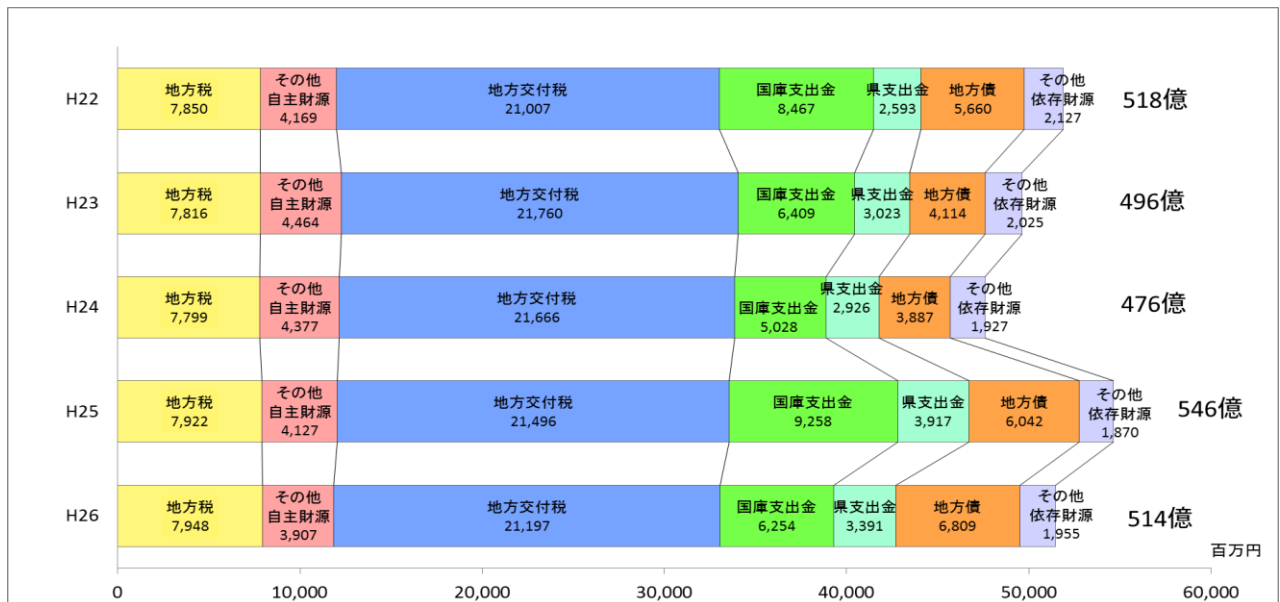 H22
地方税
7,850
その他
自主財源
4,169
地方交付税
21,007
国庫支出金
8,467
県支出金
2,593
地方債
5,660
その他
依存財源
2,127
518億
H23
地方税
7,816
その他
自主財源
4,464
地方交付税
21,760
国庫支出金
6,409
県支出金
3,023
地方債
4,114
その他
依存財源
2,025
496億
H24
地方税
7,799
その他
自主財源
4,377
地方交付税
21,666
国庫支出金
5,028
県支出金
2,926
地方債
3,887
その他
依存財源
1,927
476億
H25
地方税
7,922
その他
自主財源
4,127
地方交付税
21,496
国庫支出金
9,258
県支出金
3,917
地方債
6,042
その他
依存財源
1,870
546億
H26
地方税
7,948
その他
自主財源
3,907
地方交付税
21,197
国庫支出金
6,254
県支出金
3,391
地方債
6,809
その他
依存財源
1,955
514億
百万円
0 10,000 20,000 30,000 40,000 50,000 60,000